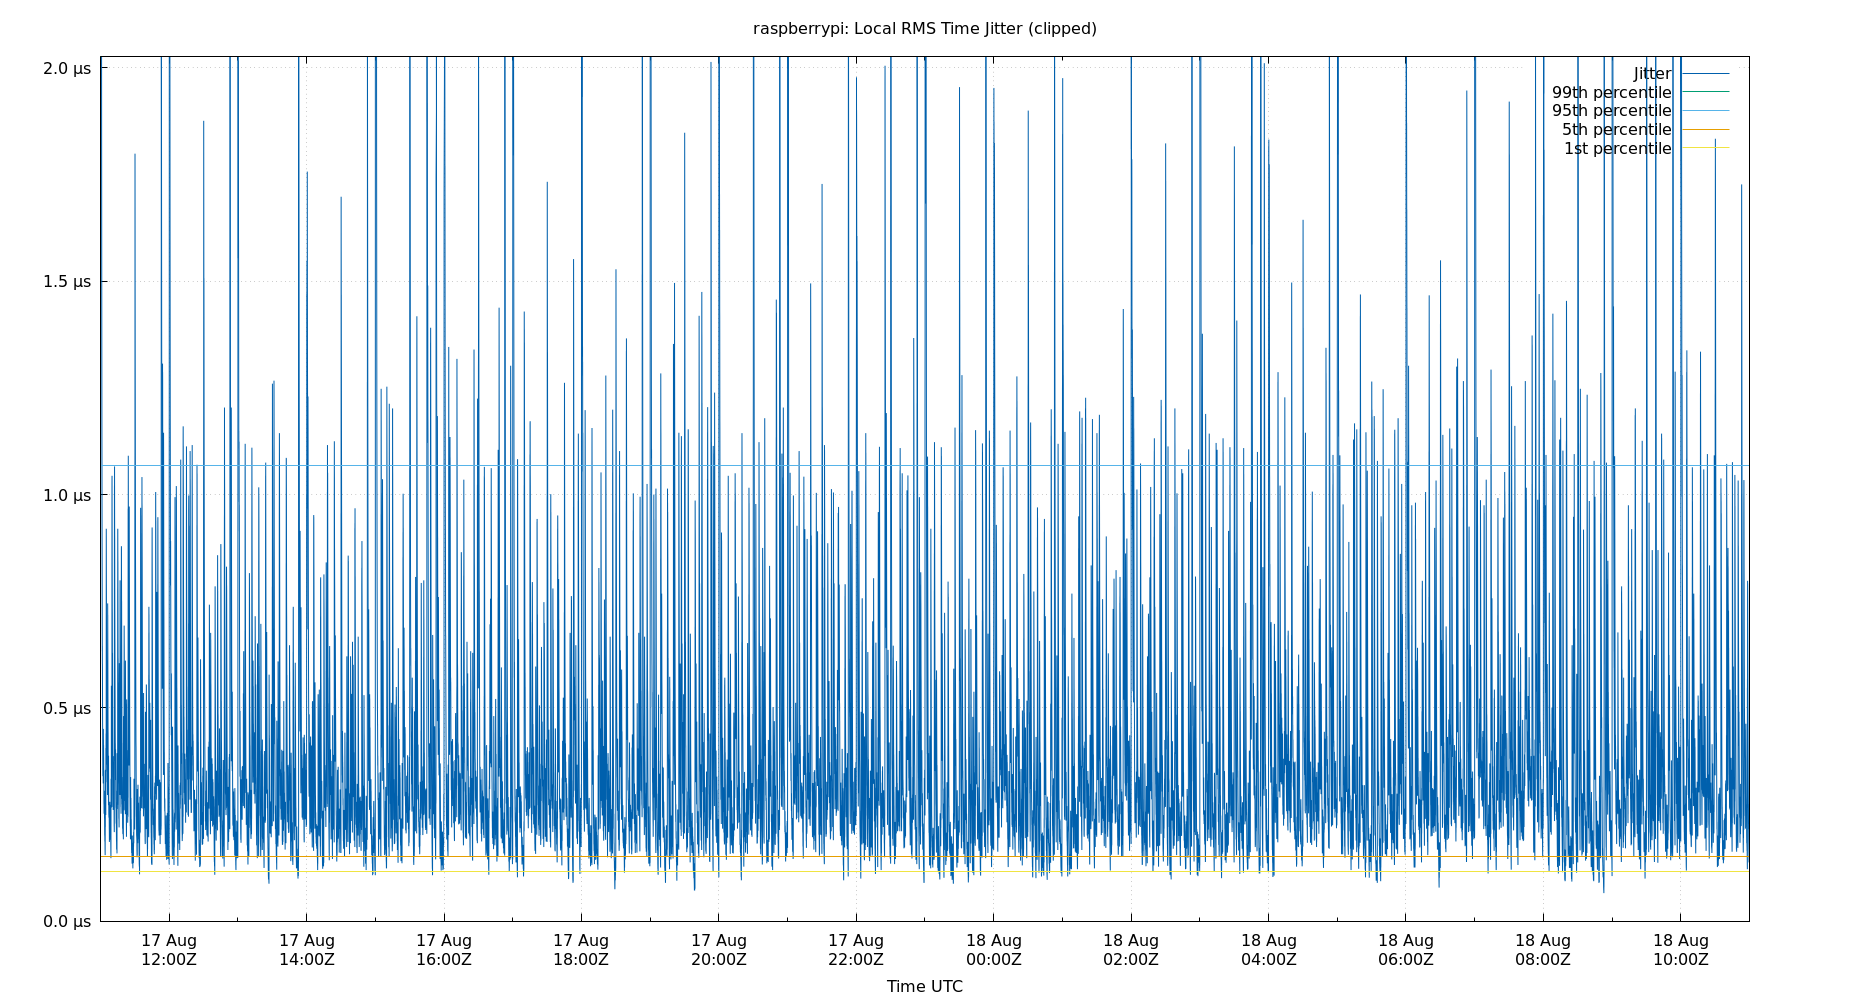 raspberrypi: Local RMS Time Jitter (clipped)
2.0 µs
1.5 µs
1.0 µs
0.5 µs
0.0 µs
Jitter
99th percentile
95th percentile
5th percentile
1st percentile
17 Aug 17 Aug 17 Aug 17 Aug 17 Aug 17 Aug 18 Aug 18 Aug 18 Aug 18 Aug 18 Aug 18 Aug
12:00Z 14:00Z 16:00Z 18:00Z 20:00Z 22:00Z 00:00Z 02:00Z 04:00Z 06:00Z 08:00Z 10:00Z
Time UTC